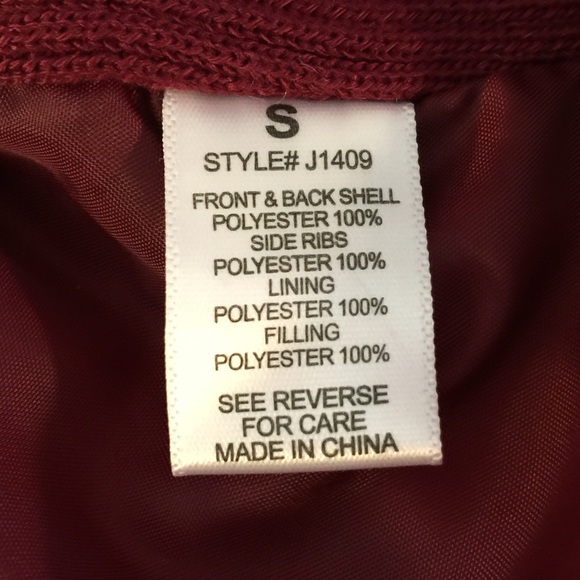 S
STYLE# J1409
FRONT & BACK SHELL
POLYESTER 100%
SIDE RIBS
POLYESTER 100%
LINING
POLYESTER 100%
FILLING
POLYESTER 100%
SEE REVERSE
FOR CARE
MADE IN CHINA